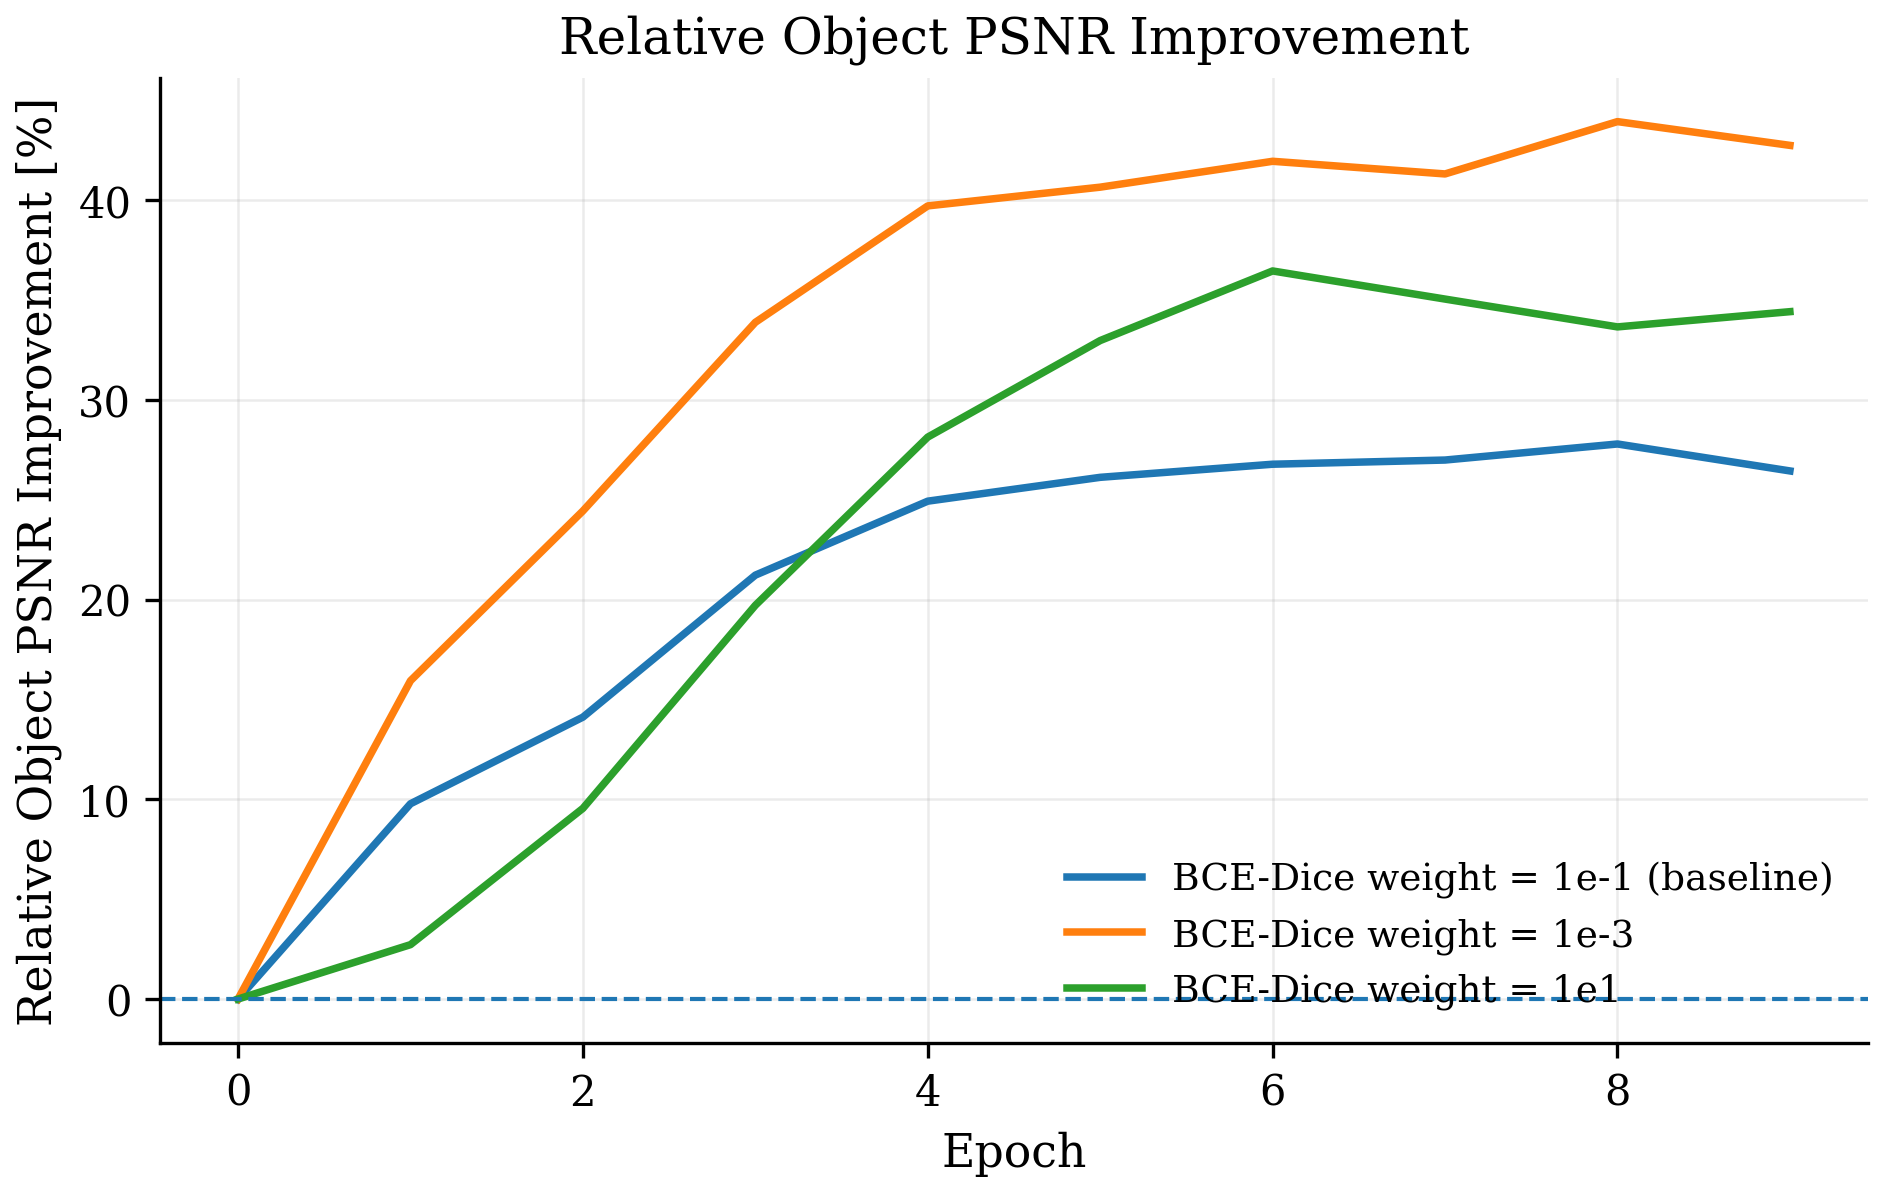 Relative Object PSNR Improvement
Relative Object PSNR Improvement [%]
40
30
20
10
0
BCE-Dice weight = 1e-1 (baseline)
BCE-Dice weight = 1e-3
BCE-Dice weight = 1e1
0 2 4 6 8
Epoch